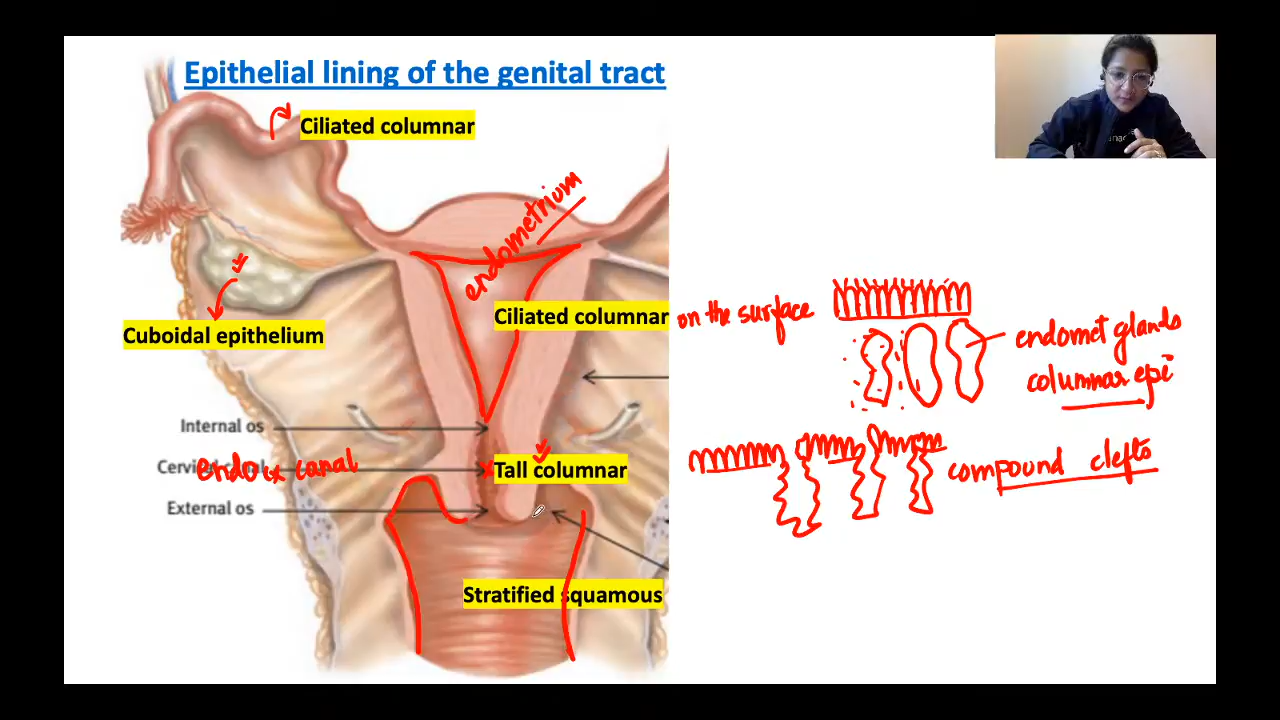 Epithelial lining of the genital tract
Ciliated columnar
endometrium
Cuboidal epithelium
Ciliated columnar
on the surface
endomet glands
columnar epi
Internal os
endocx canal
Tall columnar
compound clefts
External os
Stratified squamous